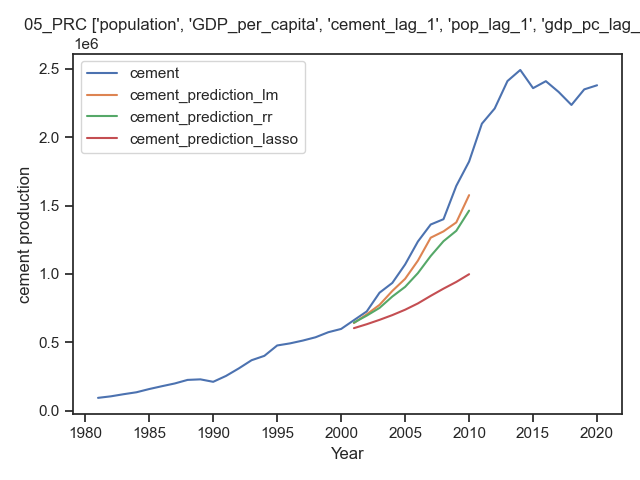 05_PRC ['population', 'GDP_per_capita', 'cement_lag_1', 'pop_lag_1', 'gdp_pc_lag_
1e6
cement
cement_prediction_lm
cement_prediction_rr
cement_prediction_lasso
2.5
2.0
1.5
1.0
0.5
0.0
cement production
1980 1985 1990 1995 2000 2005 2010 2015 2020
Year